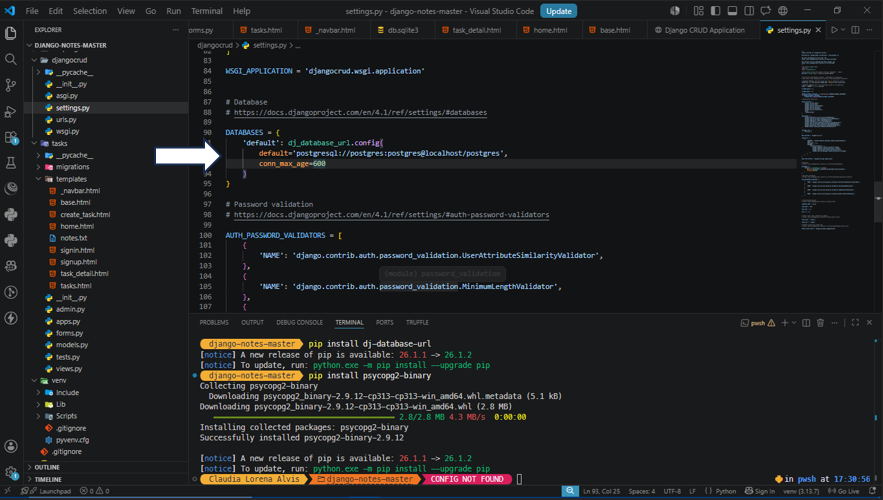 File Edit Selection View Go Run Terminal Help
settings.py - django-notes-master - Visual Studio Code
Update
EXPLORER
orms.py
tasks.html
_navbar.html
db.sqlite3
task_detail.html
home.html
base.html
Django CRUD Application
settings.py
DJANGO-NOTES-MASTER
djangocrud
__pycache__
__init__.py
asgi.py
settings.py
urls.py
wsgi.py
tasks
__pycache__
migrations
templates
_navbar.html
base.html
create_task.html
home.html
notes.txt
signin.html
signup.html
task_detail.html
tasks.html
__init__.py
admin.py
apps.py
forms.py
models.py
tests.py
views.py
venv
Include
Lib
Scripts
.gitignore
pyvenv.cfg
.gitignore
OUTLINE
TIMELINE
djangocrud > settings.py > ...
82 ]
83
84 WSGI_APPLICATION = 'djangocrud.wsgi.application'
85
86
87 # Database
88 # https://docs.djangoproject.com/en/4.1/ref/settings/#databases
89
90 DATABASES = {
'default': dj_database_url.config(
default='postgresql://postgres:postgres@localhost/postgres',
conn_max_age=600
94 )
95 }
96
97 # Password validation
98 # https://docs.djangoproject.com/en/4.1/ref/settings/#auth-password-validators
99
100 AUTH_PASSWORD_VALIDATORS = [
101 {
102 'NAME': 'django.contrib.auth.password_validation.UserAttributeSimilarityValidator',
103 },
104 {
(module) password_validation
105 'NAME': 'django.contrib.auth.password_validation.MinimumLengthValidator',
106 },
107 {
PROBLEMS OUTPUT DEBUG CONSOLE TERMINAL PORTS TRUFFLE
pwsh
django-notes-master pip install dj-database-url
[notice] A new release of pip is available: 26.1.1 -> 26.1.2
[notice] To update, run: python.exe -m pip install --upgrade pip
django-notes-master pip install psycopg2-binary
Collecting psycopg2-binary
Downloading psycopg2_binary-2.9.12-cp313-cp313-win_amd64.whl.metadata (5.1 kB)
Downloading psycopg2_binary-2.9.12-cp313-cp313-win_amd64.whl (2.8 MB)
2.8/2.8 MB 4.3 MB/s 0:00:00
Installing collected packages: psycopg2-binary
Successfully installed psycopg2-binary-2.9.12
[notice] A new release of pip is available: 26.1.1 -> 26.1.2
[notice] To update, run: python.exe -m pip install --upgrade pip
Claudia Lorena Alvis django-notes-master CONFIG NOT FOUND
in pwsh at 17:30:56
Launchpad 0 0
Ln 93, Col 25 Spaces: 4 UTF-8 LF { } Python Sign In venv (3.13.7) Go Live